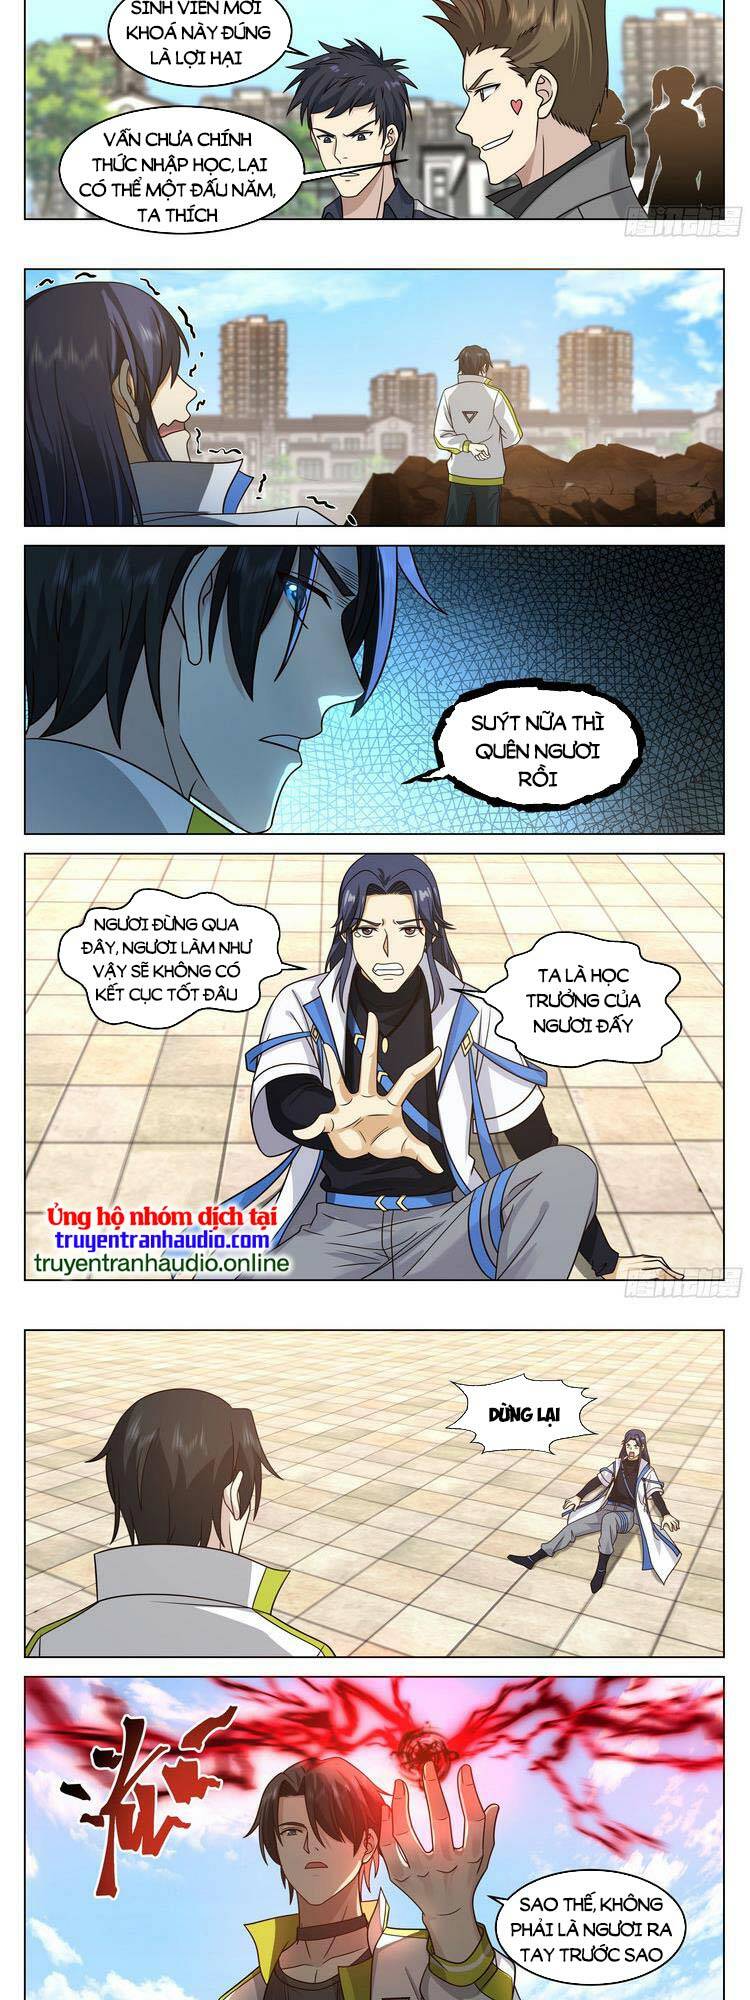 SINH VIÊN MỚI
KHOÁ NÀY ĐÚNG
LÀ LỢI HẠI
VẪN CHƯA CHÍNH
THỨC NHẬP HỌC, LẠI
CÓ THỂ MỘT ĐẤU NĂM,
TA THÍCH
SUÝT NỮA THÌ
QUÊN NGƯƠI
RỒI
NGƯƠI ĐỪNG QUA
ĐÂY, NGƯƠI LÀM NHƯ
VẬY SẼ KHÔNG CÓ
KẾT CỤC TỐT ĐÂU
TA LÀ HỌC
TRƯỞNG CỦA
NGƯƠI ĐẤY
Ủng hộ nhóm dịch tại
truyentranhaudio.com
truyentranhaudio.online
DỪNG LẠI
SAO THẾ, KHÔNG
PHẢI LÀ NGƯƠI RA
TAY TRƯỚC SAO